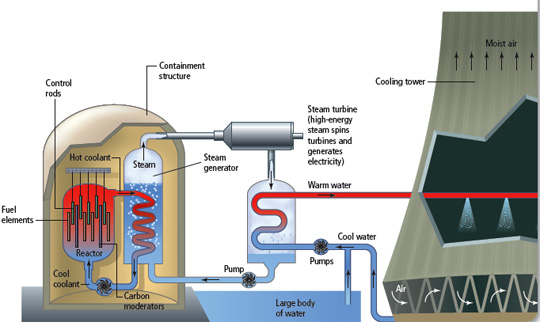 Moist air
Containment
structure
Cooling tower
Control
rods
Steam turbine
(high-energy
steam spins
turbines and
generates
electricity)
Hot coolant
Steam
Steam
generator
Warm water
Fuel
elements
Cool water
Reactor
Pump
Pumps
Cool
coolant
Carbon
moderators
Large body
of water
Air